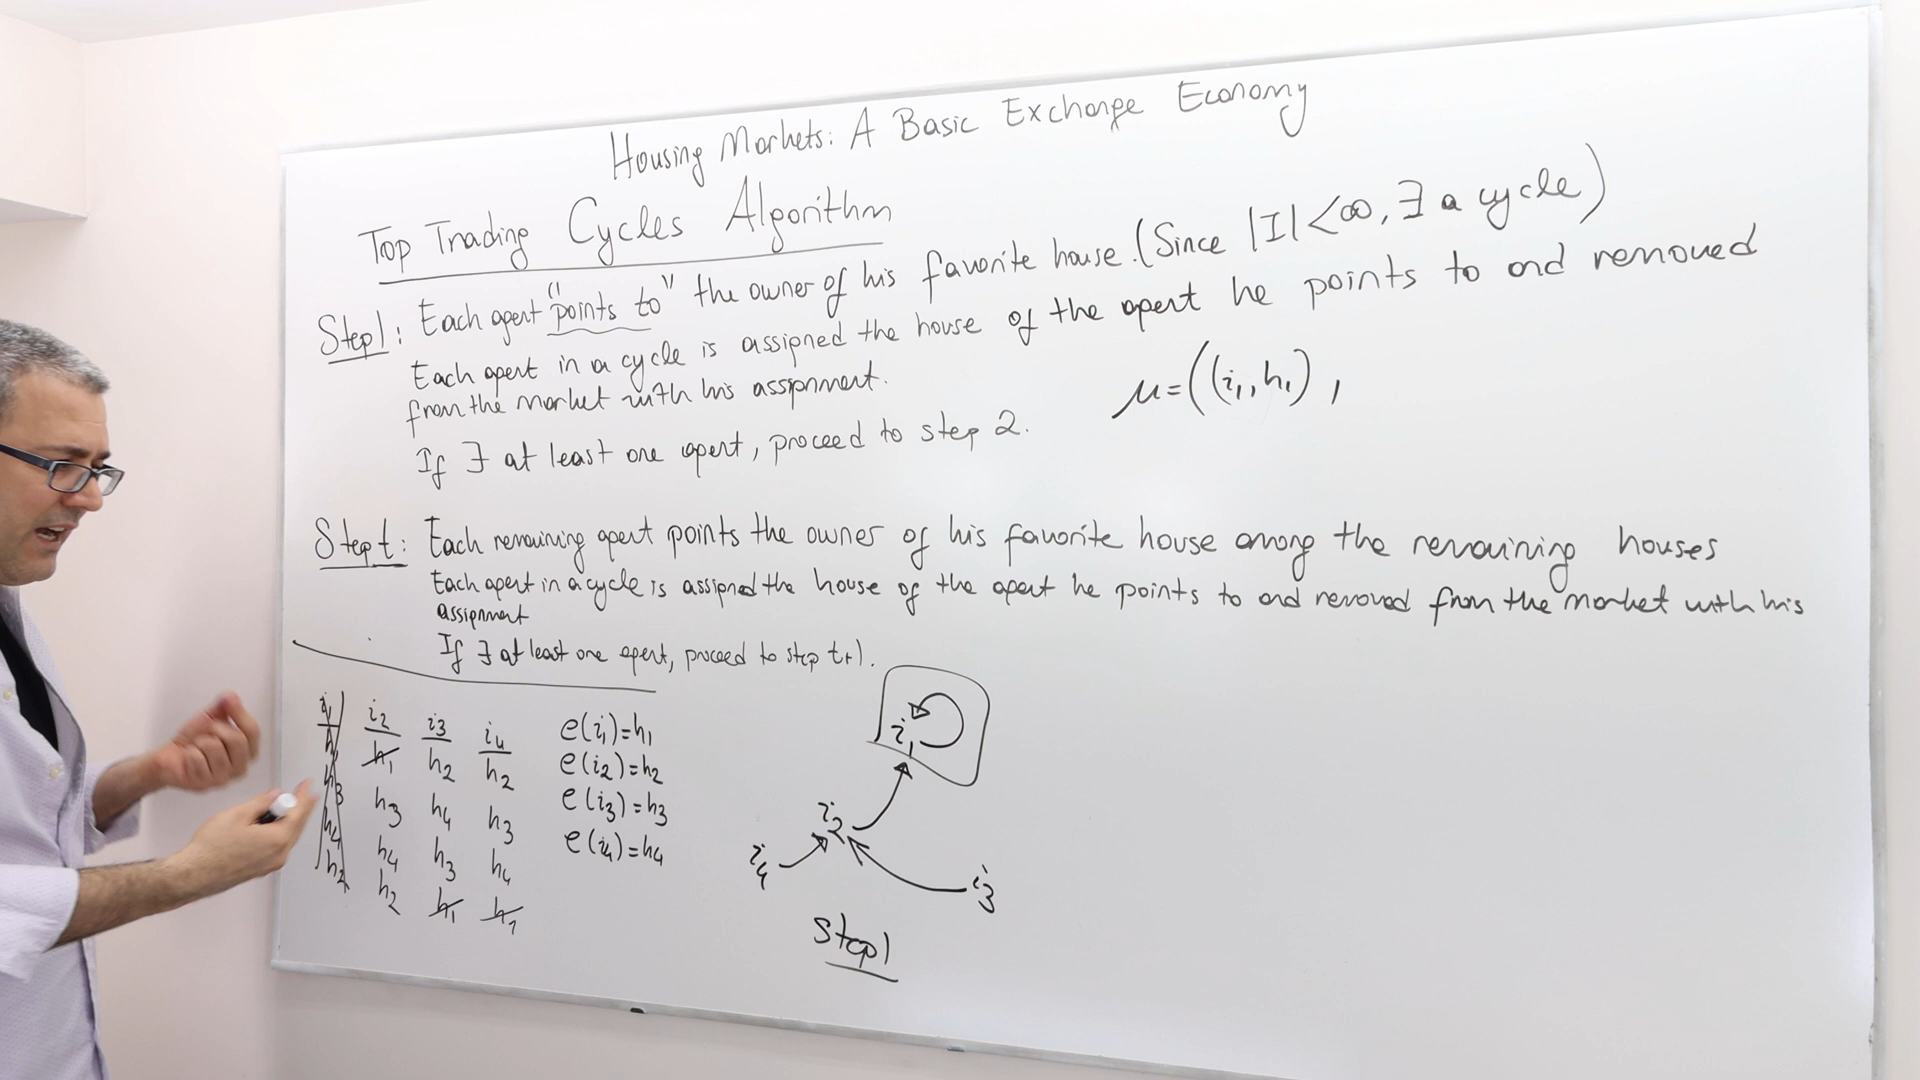 Housing Markets: A Basic Exchange Economy
Top Trading Cycles Algorithm
Step 1: Each agent "points to" the owner of his favorite house. (Since |I| < ∞, ∃ a cycle)
Each agent in a cycle is assigned the house of the agent he points to and removed
from the market with his assignment.
If ∃ at least one agent, proceed to step 2.
μ = ((i₁, h₁),
Step t: Each remaining agent points the owner of his favorite house among the remaining houses
Each agent in a cycle is assigned the house of the agent he points to and removed from the market with his
assignment
If ∃ at least one agent, proceed to step t+1.
i₁ i₂ i₃ i₄
h₁ h₁ h₂ h₂
h₃ h₃ h₄ h₃
h₄ h₄ h₃ h₄
h₂ h₂ h₁ h₁
e(i₁)=h₁
e(i₂)=h₂
e(i₃)=h₃
e(i₄)=h₄
i₁
i₂
i₄
i₃
Step 1